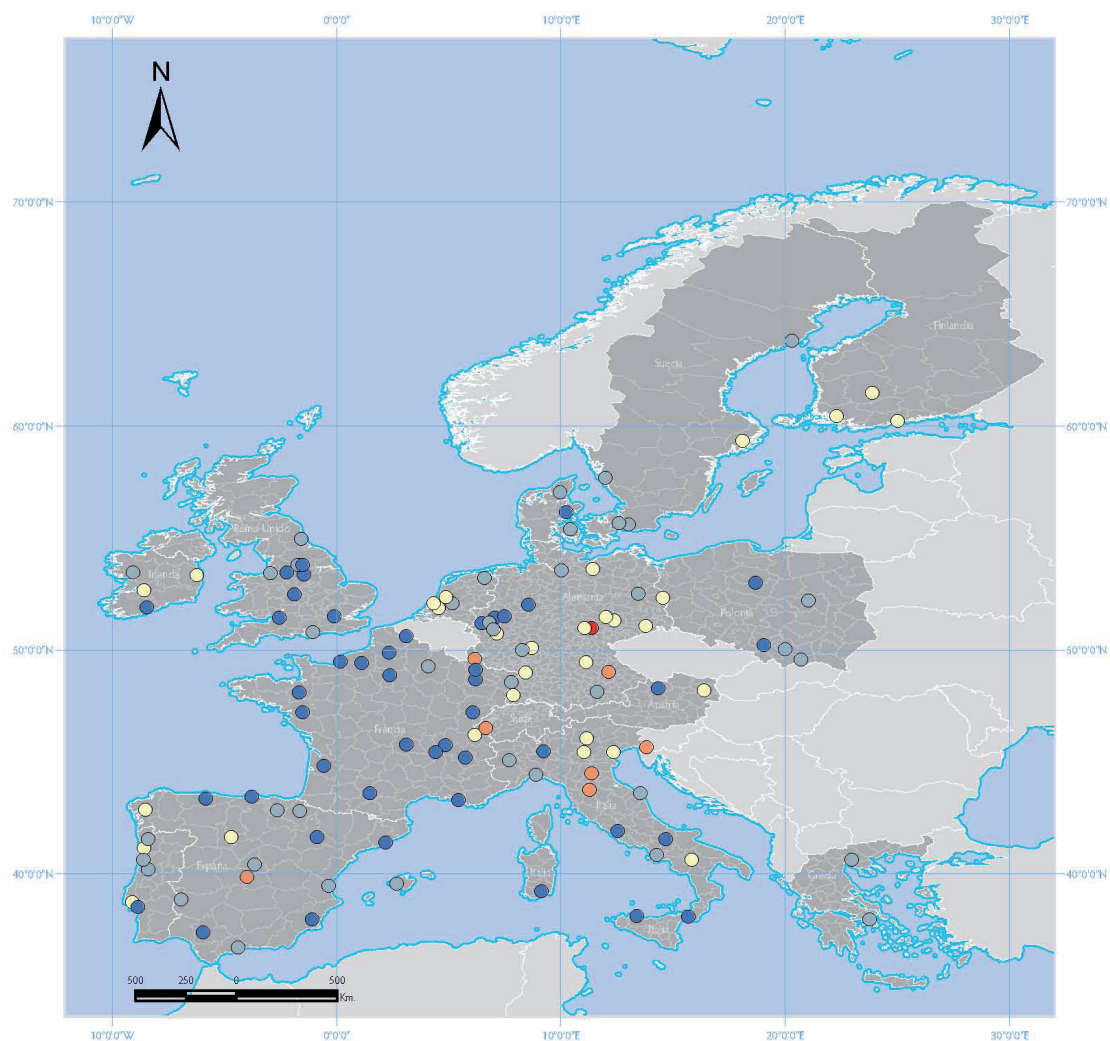 10°0'0"W 0°0'0" 10°0'0"E 20°0'0"E 30°0'0"E
N
70°0'0"N 70°0'0"N
Finlandia
Suecia
60°0'0"N 60°0'0"N
Reino Unido
Irlanda
Alemania
Polonia
50°0'0"N 50°0'0"N
Austria
Francia
Suiza
Italia
España
Italia
Grecia
40°0'0"N 40°0'0"N
Italia
500 250 0 500
Km.
10°0'0"W 0°0'0" 10°0'0"E 20°0'0"E 30°0'0"E